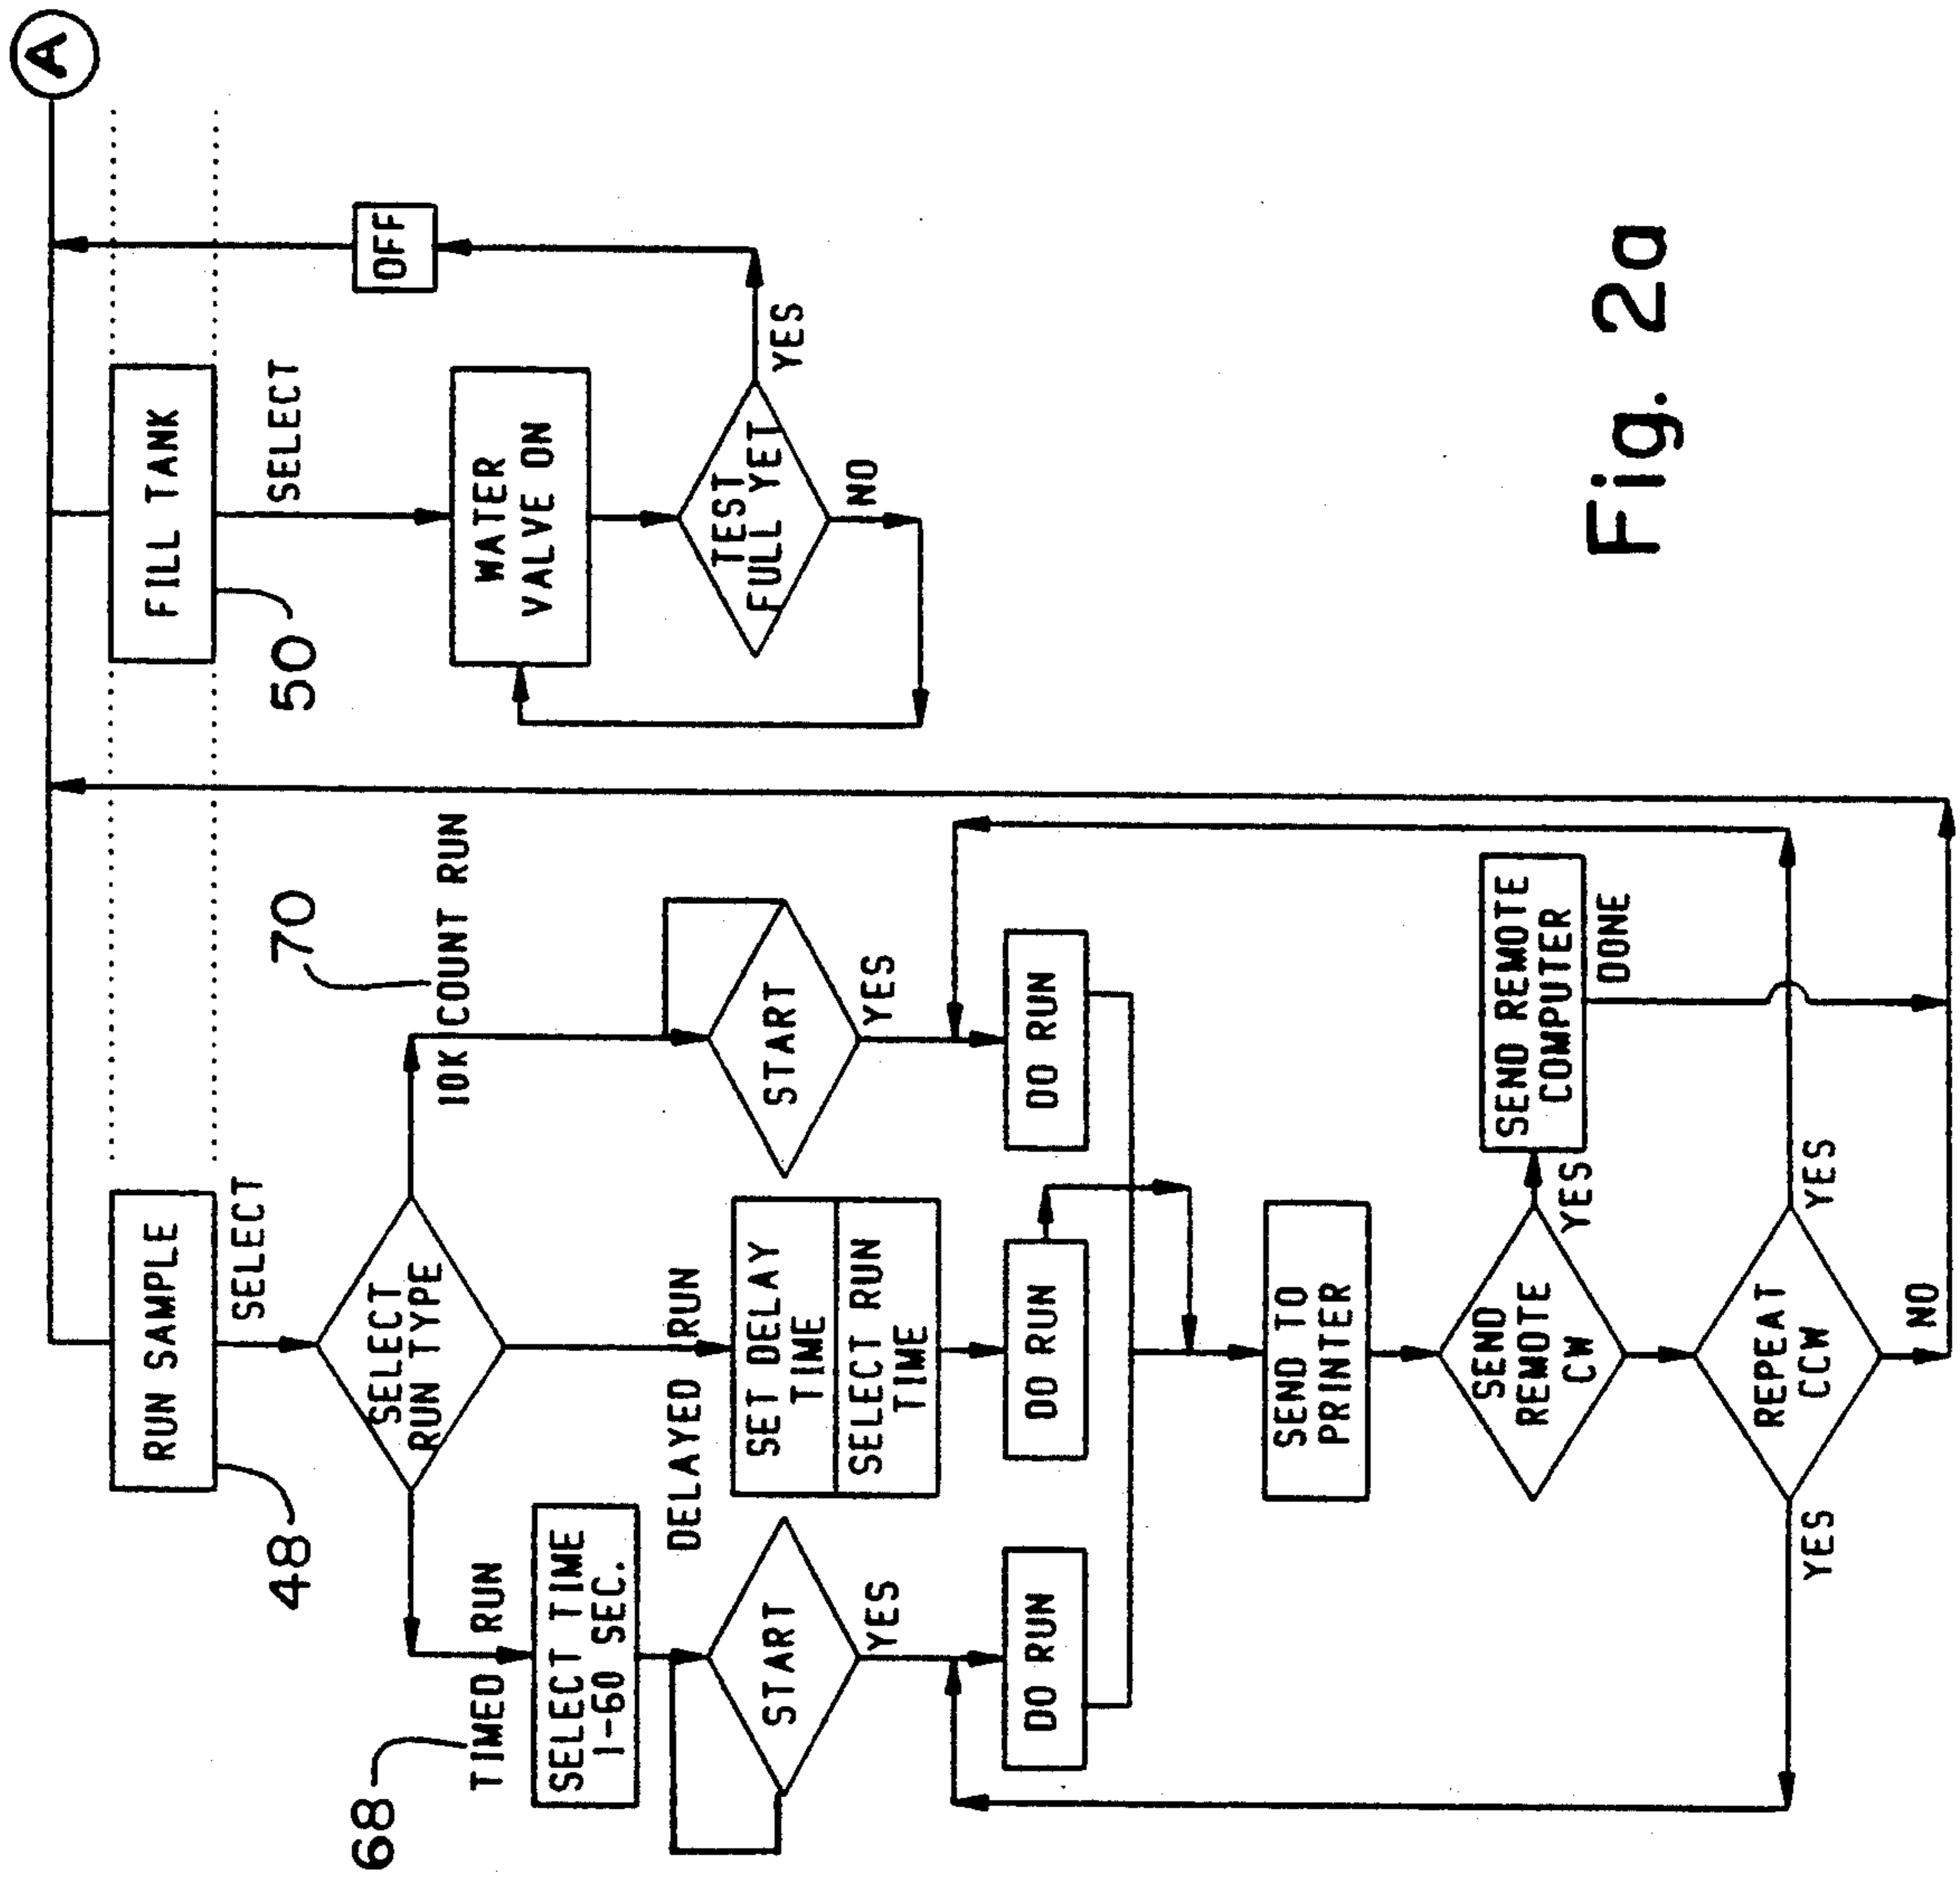 A
RUN SAMPLE
48
SELECT
SELECT
RUN TYPE
TIMED RUN
68
SELECT TIME
1-60 SEC.
START
YES
DO RUN
DELAYED RUN
SET DELAY
TIME
SELECT RUN
TIME
DO RUN
10K COUNT RUN
70
START
YES
DO RUN
SEND TO
PRINTER
SEND
REMOTE
CW
YES
SEND REMOTE
COMPUTER
DONE
REPEAT
CCW
YES
YES
NO
FILL TANK
50
SELECT
WATER
VALVE ON
TEST
FULL YET
NO
YES
OFF
Fig. 2a